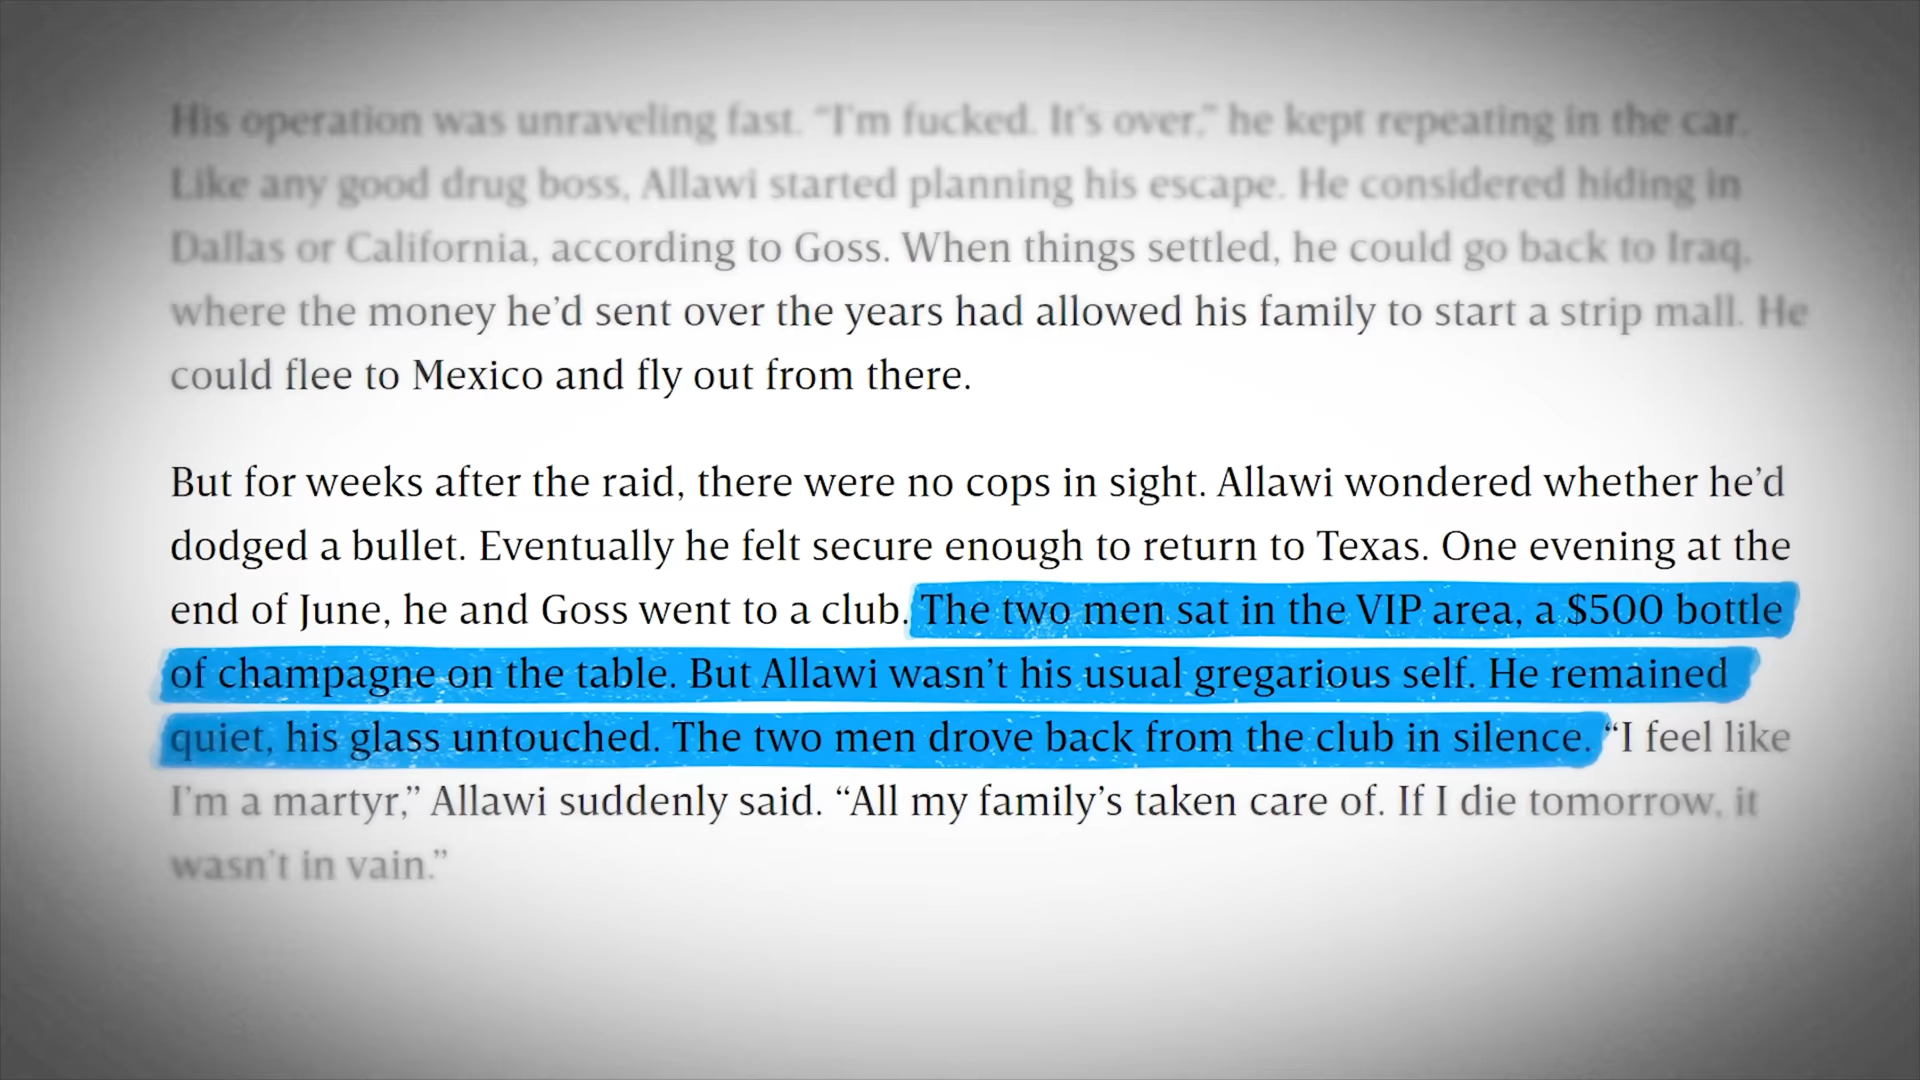 His operation was unraveling fast. “I'm fucked. It's over,” he kept repeating in the car.
Like any good drug boss, Allawi started planning his escape. He considered hiding in
Dallas or California, according to Goss. When things settled, he could go back to Iraq,
where the money he’d sent over the years had allowed his family to start a strip mall. He
could flee to Mexico and fly out from there.
But for weeks after the raid, there were no cops in sight. Allawi wondered whether he’d
dodged a bullet. Eventually he felt secure enough to return to Texas. One evening at the
end of June, he and Goss went to a club. The two men sat in the VIP area, a $500 bottle
of champagne on the table. But Allawi wasn’t his usual gregarious self. He remained
quiet, his glass untouched. The two men drove back from the club in silence. “I feel like
I’m a martyr,” Allawi suddenly said. “All my family’s taken care of. If I die tomorrow, it
wasn’t in vain.”